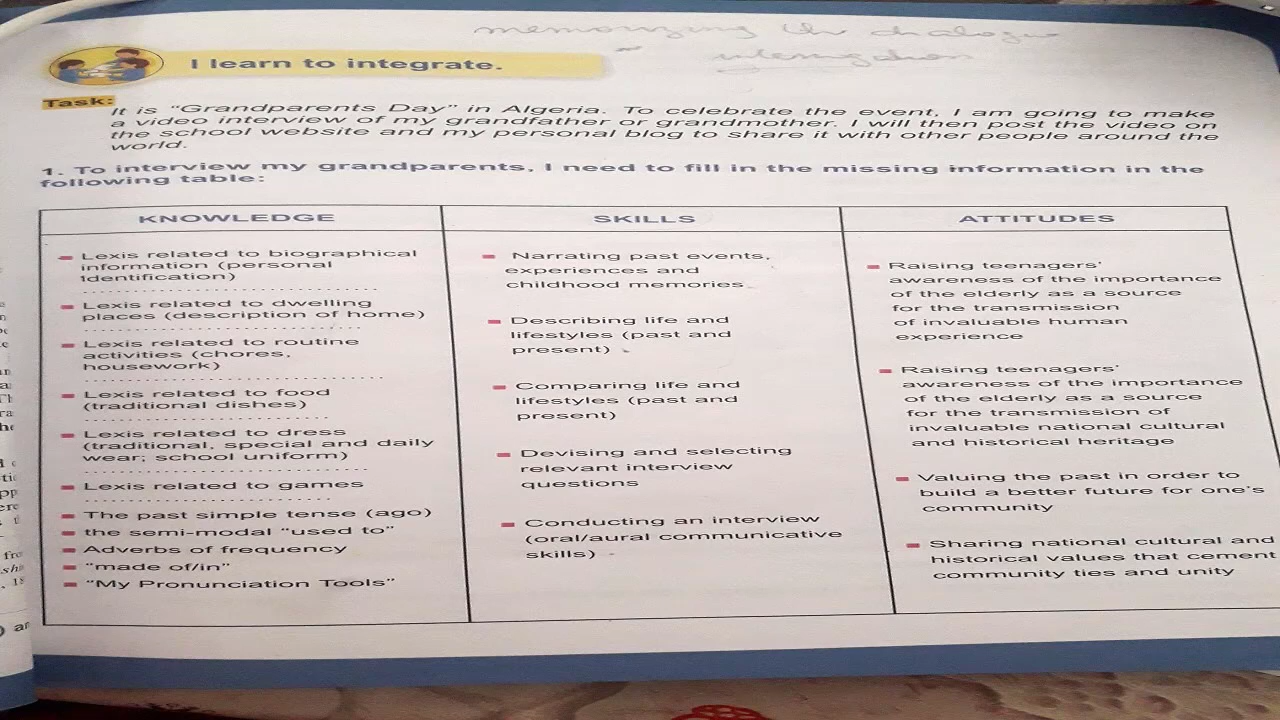 memorizing the dialogue
I learn to integrate.
Task:
It is "Grandparents Day" in Algeria. To celebrate the event, I am going to make
a video interview of my grandfather or grandmother. I will then post the video on
the school website and my personal blog to share it with other people around the
world.
1. To interview my grandparents, I need to fill in the missing information in the
following table:
KNOWLEDGE
Lexis related to biographical
information (personal
identification)
Lexis related to dwelling
places (description of home)
Lexis related to routine
activities (chores,
housework)
Lexis related to food
(traditional dishes)
Lexis related to dress
(traditional, special and daily
wear; school uniform)
Lexis related to games
The past simple tense (ago)
the semi-modal "used to"
Adverbs of frequency
"made of/in"
"My Pronunciation Tools"
SKILLS
Narrating past events,
experiences and
childhood memories
Describing life and
lifestyles (past and
present)
Comparing life and
lifestyles (past and
present)
Devising and selecting
relevant interview
questions
Conducting an interview
(oral/aural communicative
skills)
ATTITUDES
Raising teenagers'
awareness of the importance
of the elderly as a source
for the transmission
of invaluable human
experience
Raising teenagers'
awareness of the importance
of the elderly as a source
for the transmission of
invaluable national cultural
and historical heritage
Valuing the past in order to
build a better future for one's
community
Sharing national cultural and
historical values that cement
community ties and unity